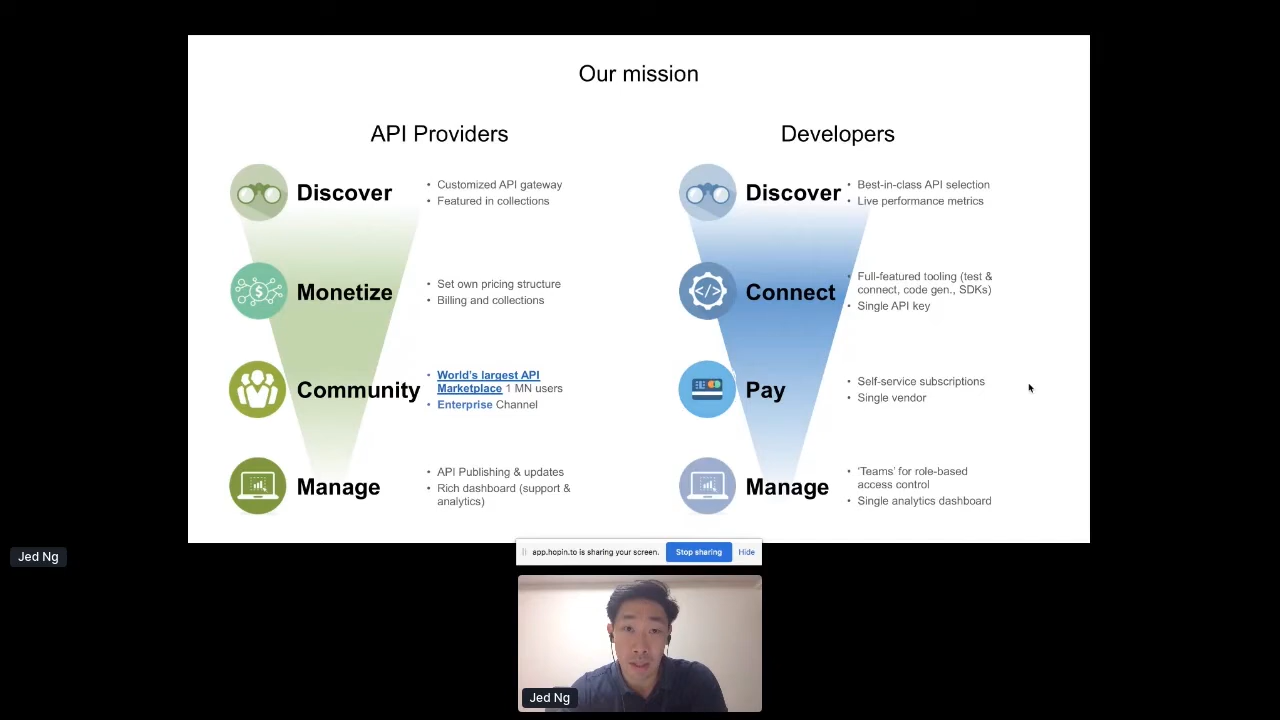 Our mission
API Providers
Discover
• Customized API gateway
• Featured in collections
Monetize
• Set own pricing structure
• Billing and collections
Community
• World's largest API
Marketplace 1 MN users
• Enterprise Channel
Manage
• API Publishing & updates
• Rich dashboard (support &
analytics)
Developers
Discover
• Best-in-class API selection
• Live performance metrics
Connect
• Full-featured tooling (test &
connect, code gen., SDKs)
• Single API key
Pay
• Self-service subscriptions
• Single vendor
Manage
• 'Teams' for role-based
access control
• Single analytics dashboard
Jed Ng
app.hopin.to is sharing your screen. Stop sharing Hide
Jed Ng